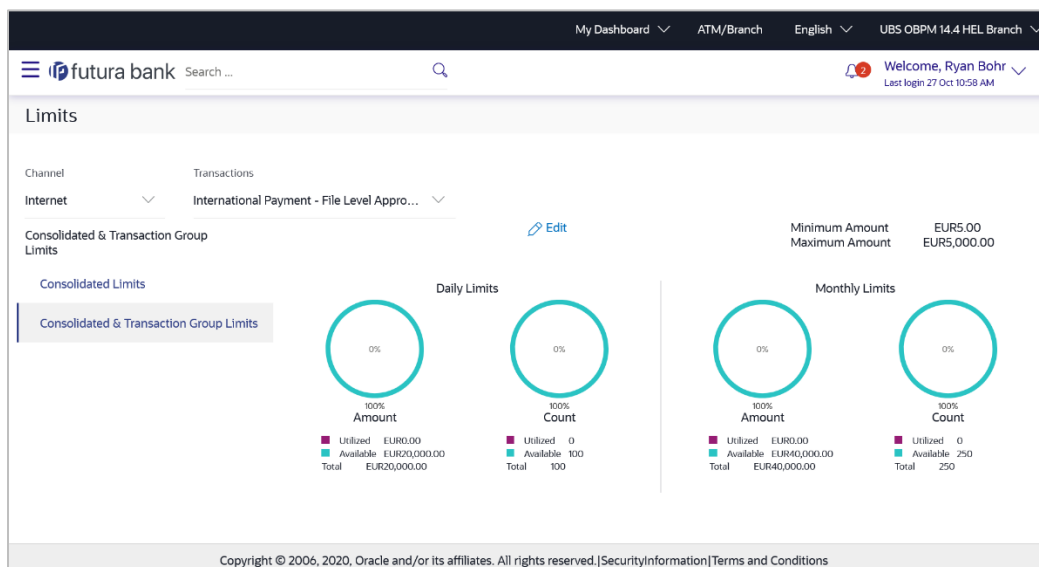 My Dashboard ATM/Branch English UBS OBPM 14.4 HEL Branch
futura bank Search ... 2 Welcome, Ryan Bohr
Last login 27 Oct 10:58 AM
Limits
Channel Transactions
Internet International Payment - File Level Appro...
Consolidated & Transaction Group
Limits
Edit
Minimum Amount EUR5.00
Maximum Amount EUR5,000.00
Consolidated Limits
Consolidated & Transaction Group Limits
Daily Limits Monthly Limits
0% 0% 0% 0%
100% 100% 100% 100%
Amount Count Amount Count
Utilized EUR0.00 Utilized 0 Utilized EUR0.00 Utilized 0
Available EUR20,000.00 Available 100 Available EUR40,000.00 Available 250
Total EUR20,000.00 Total 100 Total EUR40,000.00 Total 250
Copyright © 2006, 2020, Oracle and/or its affiliates. All rights reserved.|SecurityInformation|Terms and Conditions